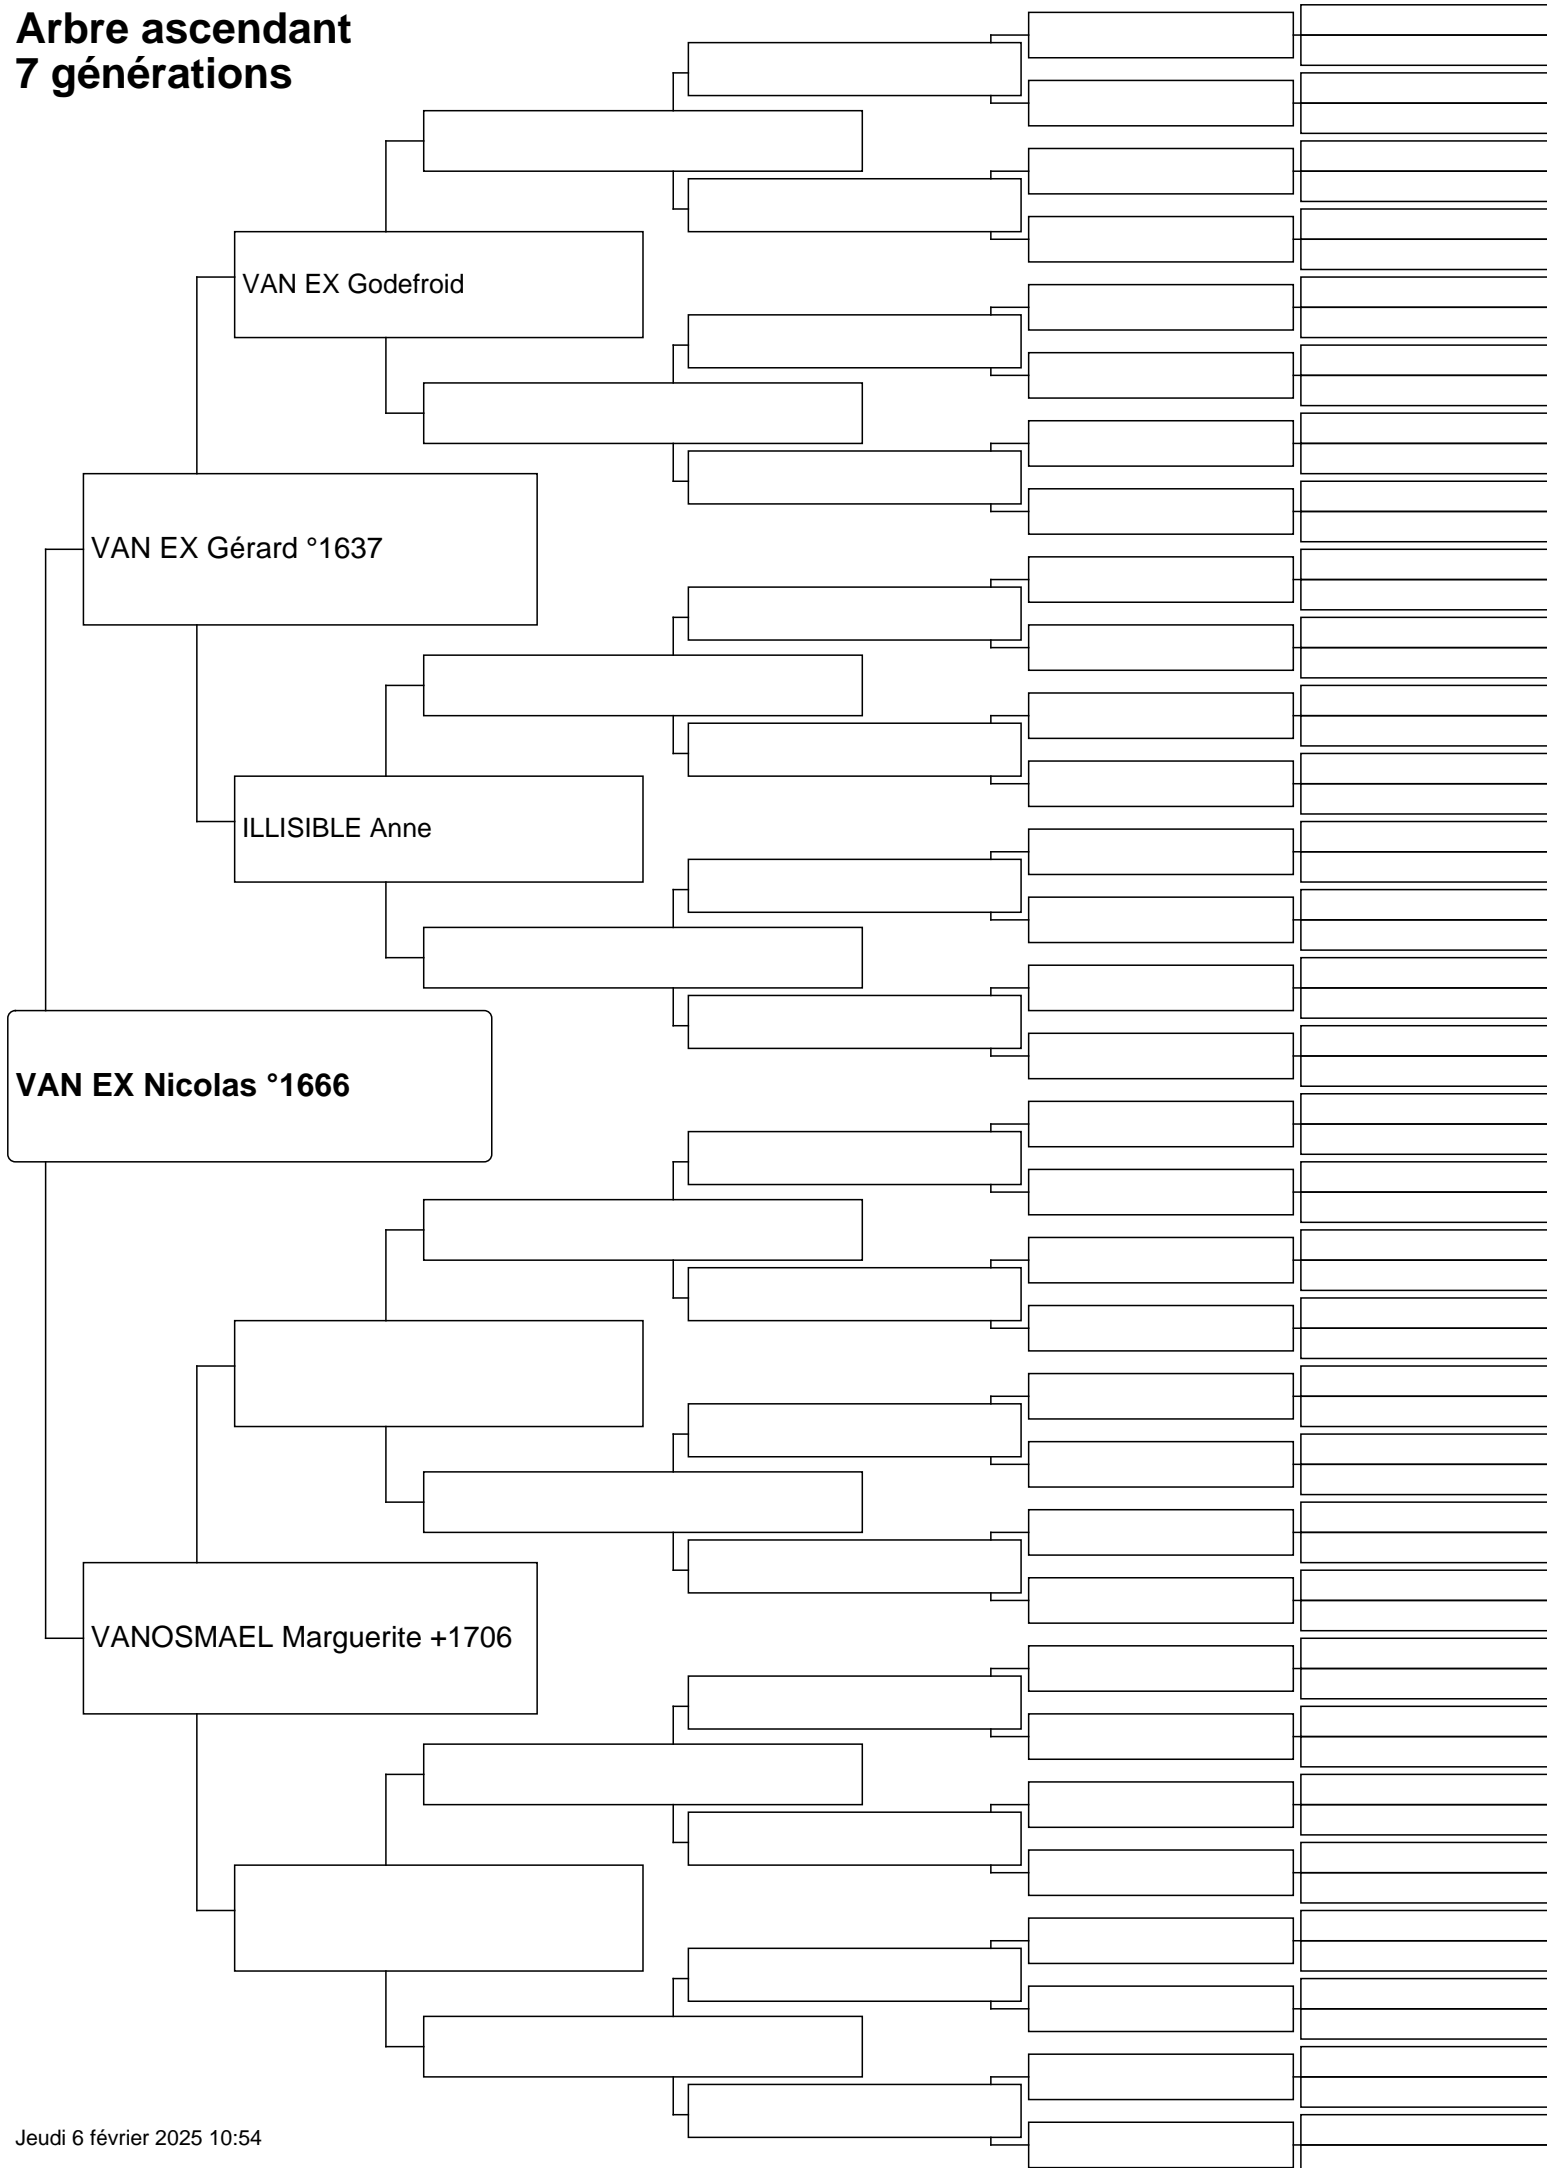 Arbre ascendant
7 générations
VAN EX Godefroid
VAN EX Gérard °1637
ILLISIBLE Anne
VAN EX Nicolas °1666
VANOSMAEL Marguerite +1706
Jeudi 6 février 2025 10:54